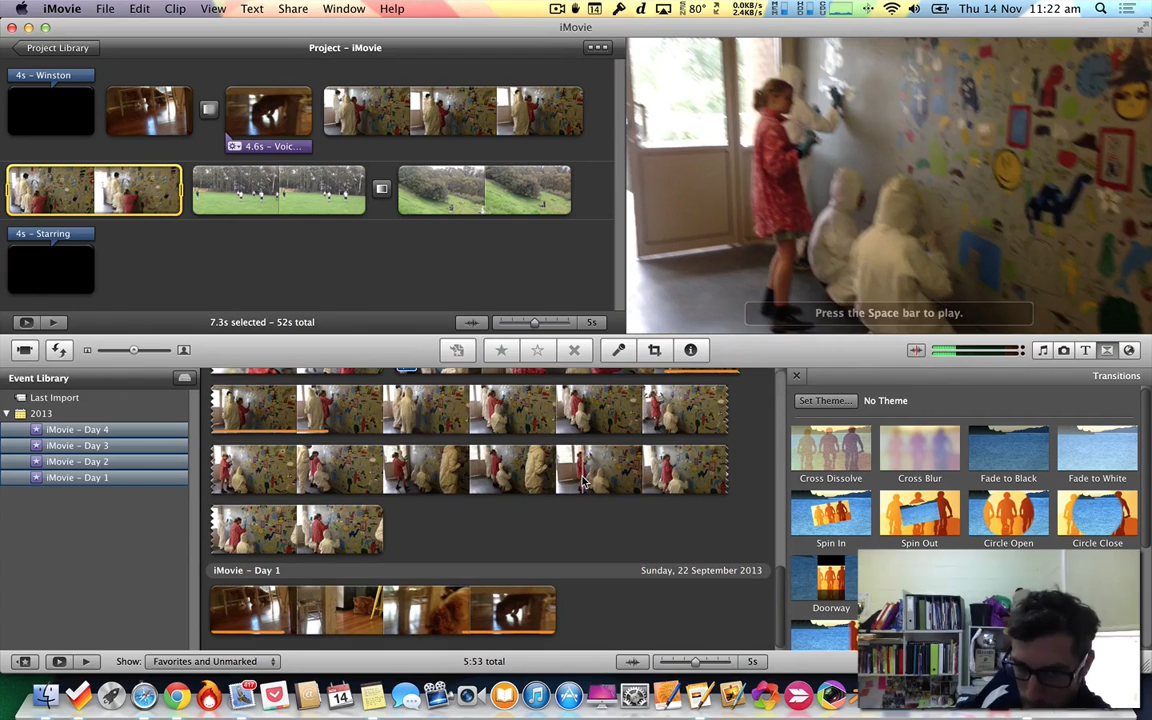 iMovie File Edit Clip View Text Share Window Help 14 80° 0.0KB/s 2.4KB/s Thu 14 Nov 11:22 am
iMovie
Project Library
Project - iMovie
4s - Winston
4.6s - Voic...
4s - Starring
Press the Space bar to play.
7.3s selected - 52s total
5s
Event Library
Last Import
2013
iMovie - Day 4
iMovie - Day 3
iMovie - Day 2
iMovie - Day 1
iMovie - Day 1 Sunday, 22 September 2013
Transitions
Set Theme... No Theme
Cross Dissolve Cross Blur Fade to Black Fade to White
Spin In Spin Out Circle Open Circle Close
Doorway
Show: Favorites and Unmarked
5:53 total
5s
14